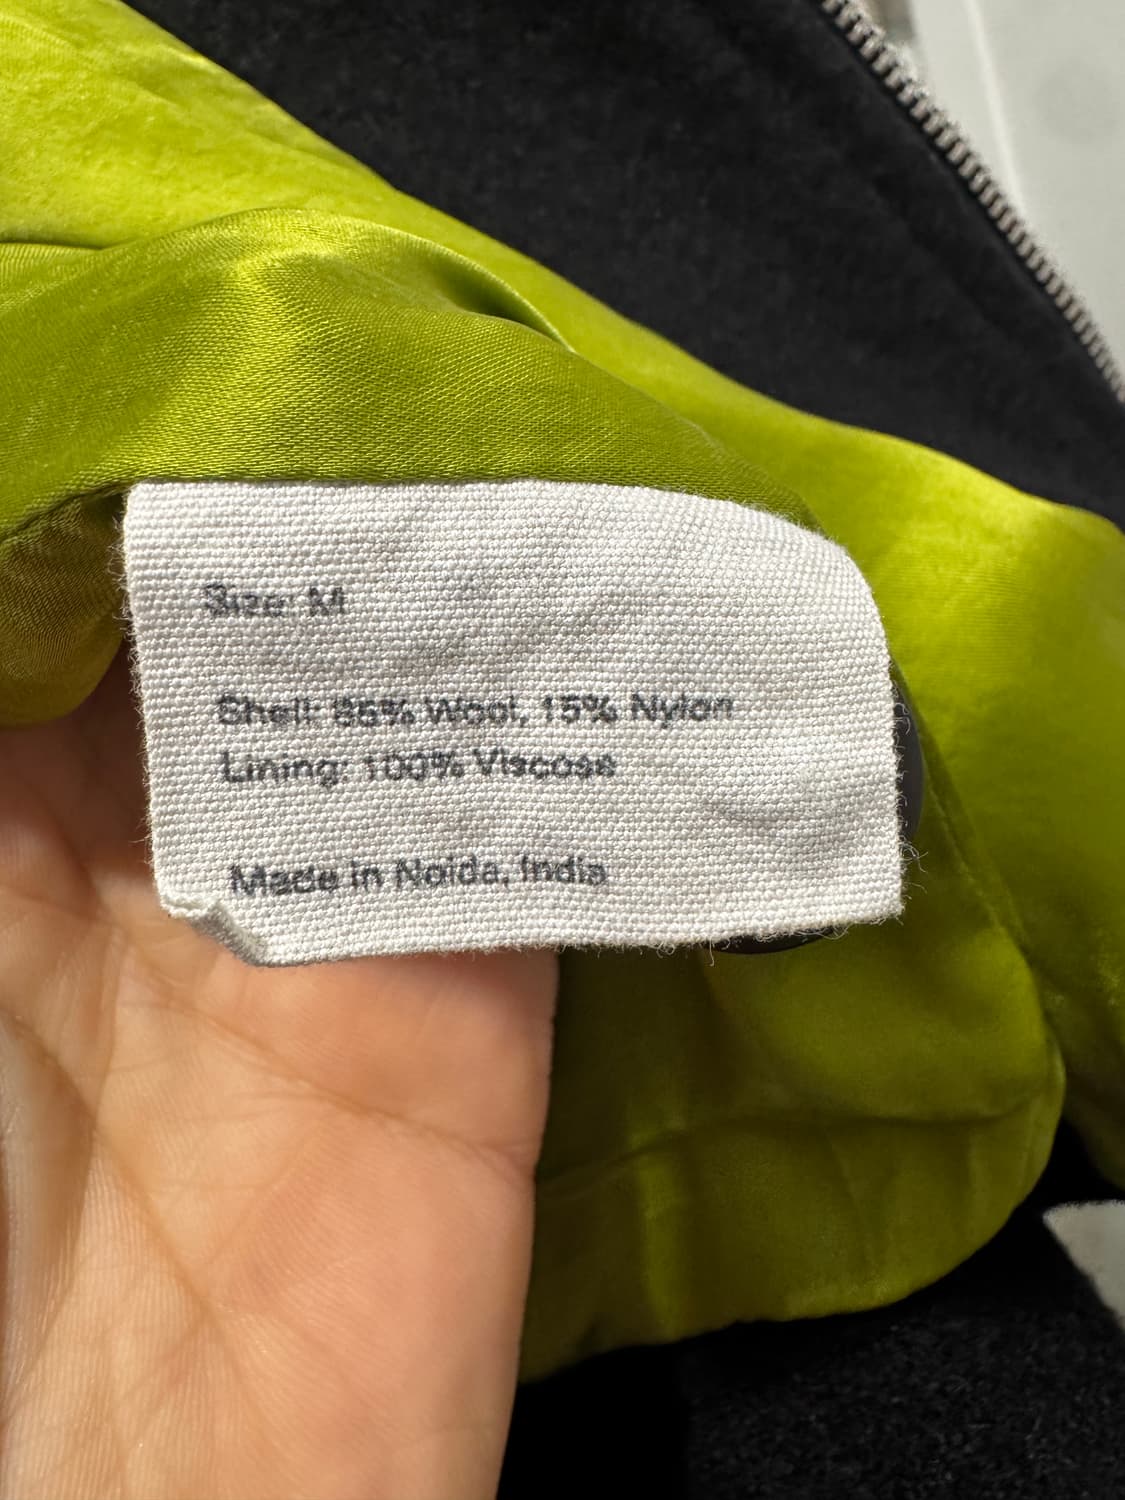 Size: M
Shell: 85% Wool, 15% Nylon
Lining: 100% Viscose
Made in Noida, India